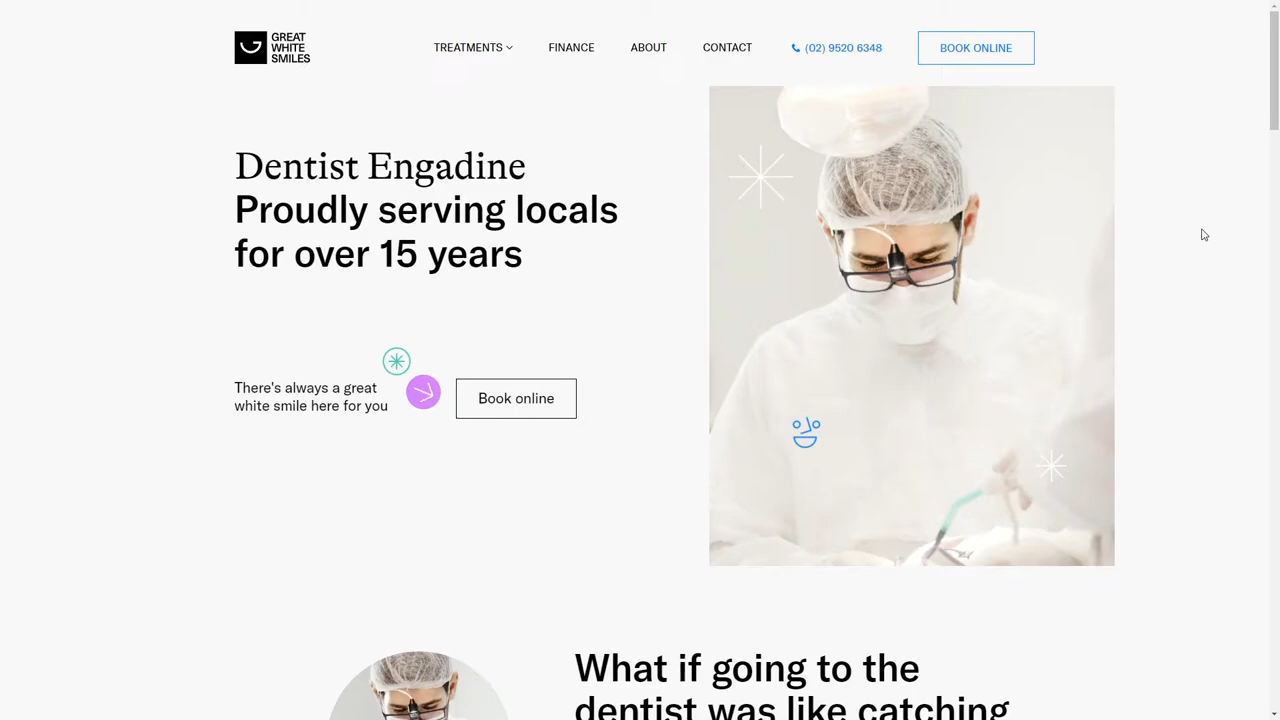 GREAT
WHITE
SMILES
TREATMENTS
FINANCE
ABOUT
CONTACT
(02) 9520 6348
BOOK ONLINE
Dentist Engadine
Proudly serving locals
for over 15 years
There's always a great
white smile here for you
Book online
What if going to the
dentist was like catching